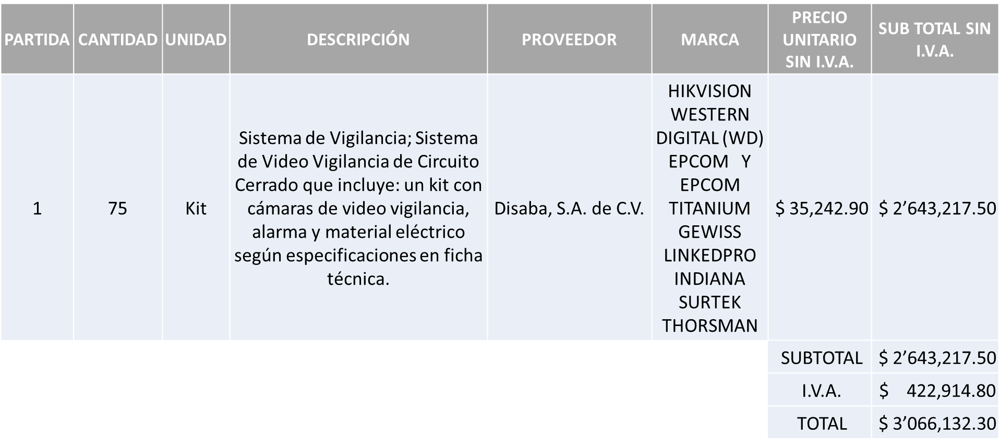 PARTIDA
CANTIDAD
UNIDAD
DESCRIPCIÓN
PROVEEDOR
MARCA
PRECIO
UNITARIO
SIN I.V.A.
SUB TOTAL SIN
I.V.A.
1
75
Kit
Sistema de Vigilancia; Sistema
de Video Vigilancia de Circuito
Cerrado que incluye: un kit con
cámaras de video vigilancia,
alarma y material eléctrico
según especificaciones en ficha
técnica.
Disaba, S.A. de C.V.
HIKVISION
WESTERN
DIGITAL (WD)
EPCOM Y
EPCOM
TITANIUM
GEWISS
LINKEDPRO
INDIANA
SURTEK
THORSMAN
$ 35,242.90
$ 2’643,217.50
SUBTOTAL
$ 2’643,217.50
I.V.A.
$ 422,914.80
TOTAL
$ 3’066,132.30